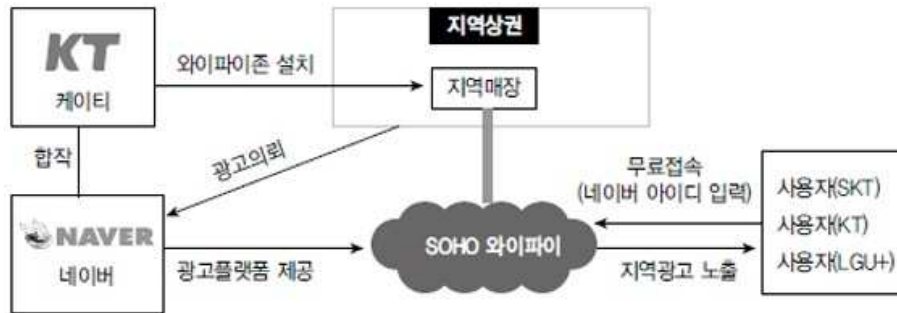 KT
케이티
와이파이존 설치
지역상권
지역매장
합작
광고의뢰
NAVER
네이버
광고플랫폼 제공
SOHO 와이파이
무료접속
(네이버 아이디 입력)
지역광고 노출
사용자(SKT)
사용자(KT)
사용자(LGU+)